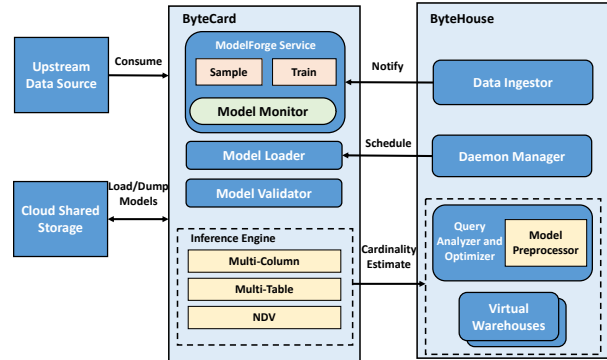 ByteCard
ByteHouse
Upstream
Data Source
Consume
ModelForge Service
Sample
Train
Model Monitor
Notify
Data Ingestor
Model Loader
Schedule
Daemon Manager
Model Validator
Cloud Shared
Storage
Load/Dump
Models
Inference Engine
Multi-Column
Multi-Table
NDV
Cardinality
Estimate
Query
Analyzer and
Optimizer
Model
Preprocessor
Virtual
Warehouses